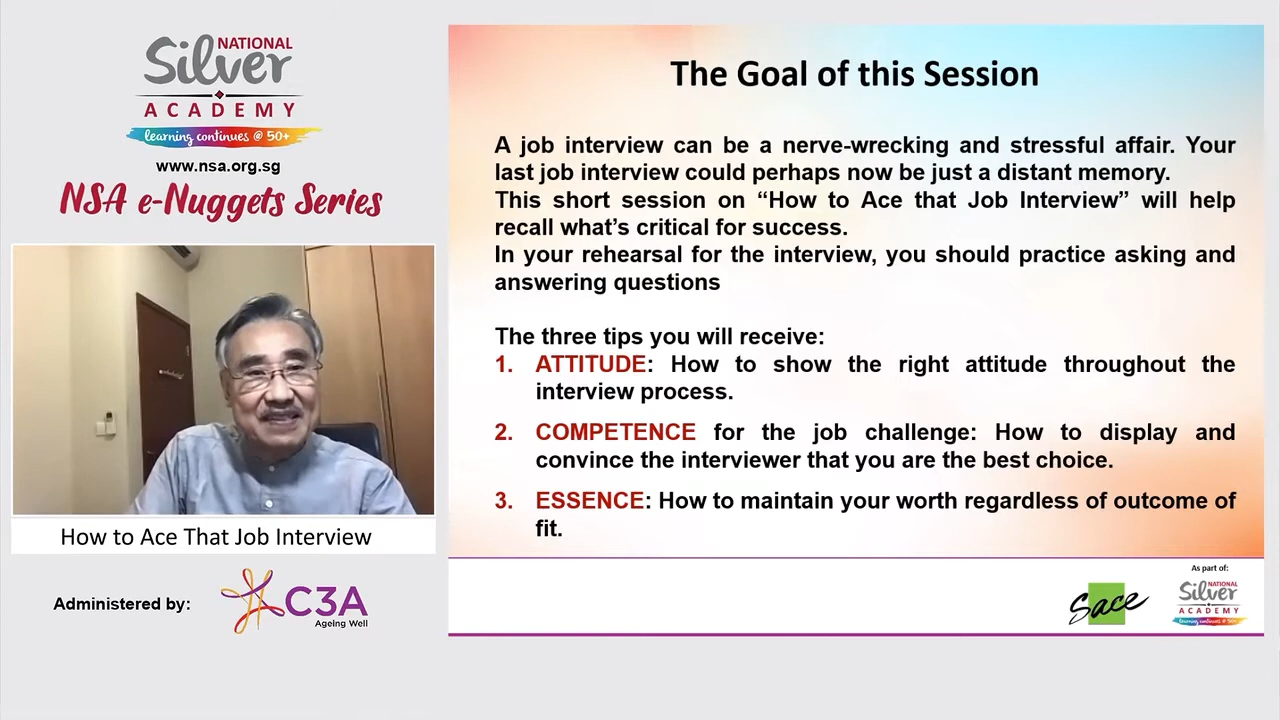 NATIONAL
Silver
ACADEMY
learning continues @ 50+
www.nsa.org.sg
NSA e-Nuggets Series
How to Ace That Job Interview
Administered by:
C3A
Ageing Well
The Goal of this Session
A job interview can be a nerve-wrecking and stressful affair. Your
last job interview could perhaps now be just a distant memory.
This short session on “How to Ace that Job Interview” will help
recall what’s critical for success.
In your rehearsal for the interview, you should practice asking and
answering questions
The three tips you will receive:
1. ATTITUDE: How to show the right attitude throughout the
interview process.
2. COMPETENCE for the job challenge: How to display and
convince the interviewer that you are the best choice.
3. ESSENCE: How to maintain your worth regardless of outcome of
fit.
Sace
As part of:
NATIONAL
Silver
ACADEMY
learning continues @ 50+